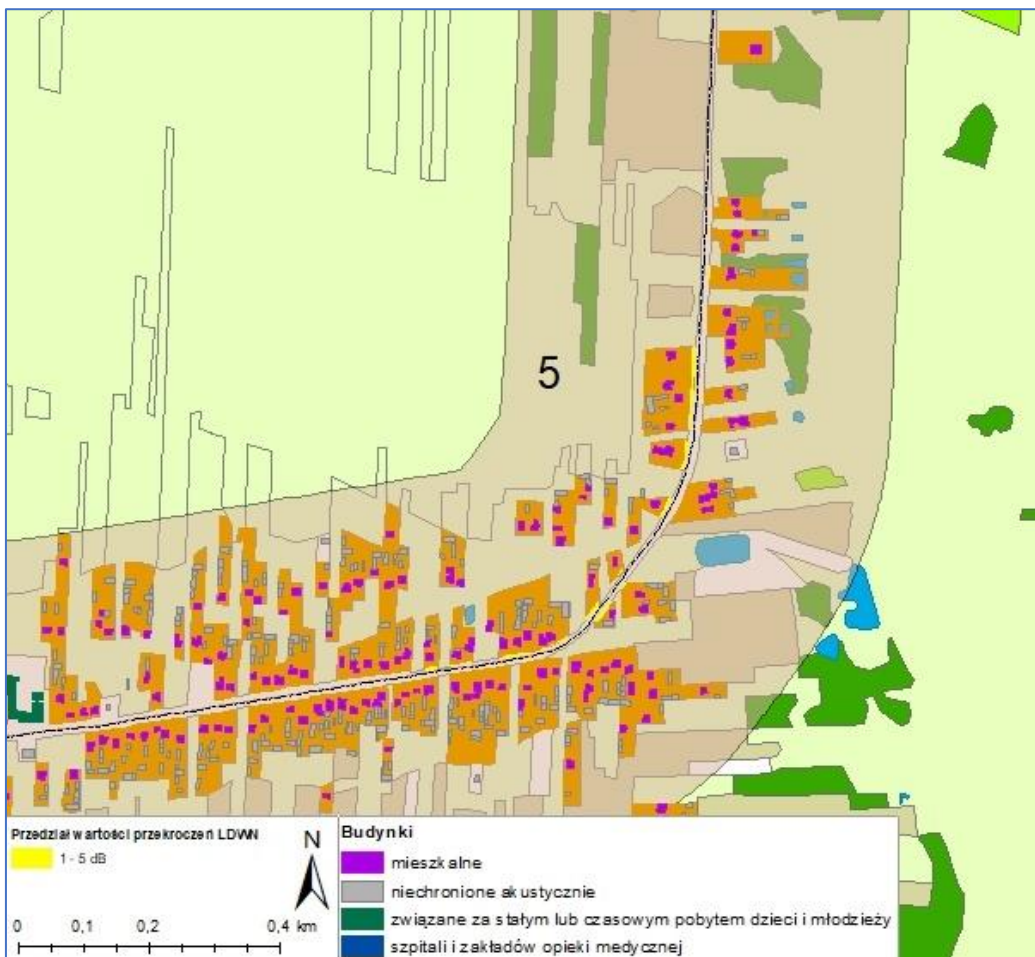 5
Przedział wartości przekroczeń LDWN
1 - 5 dB
N
0 0,1 0,2 0,4 km
Budynki
mieszkalne
niechronione akustycznie
związane za stałym lub czasowym pobytem dzieci i młodzieży
szpitali i zakładów opieki medycznej